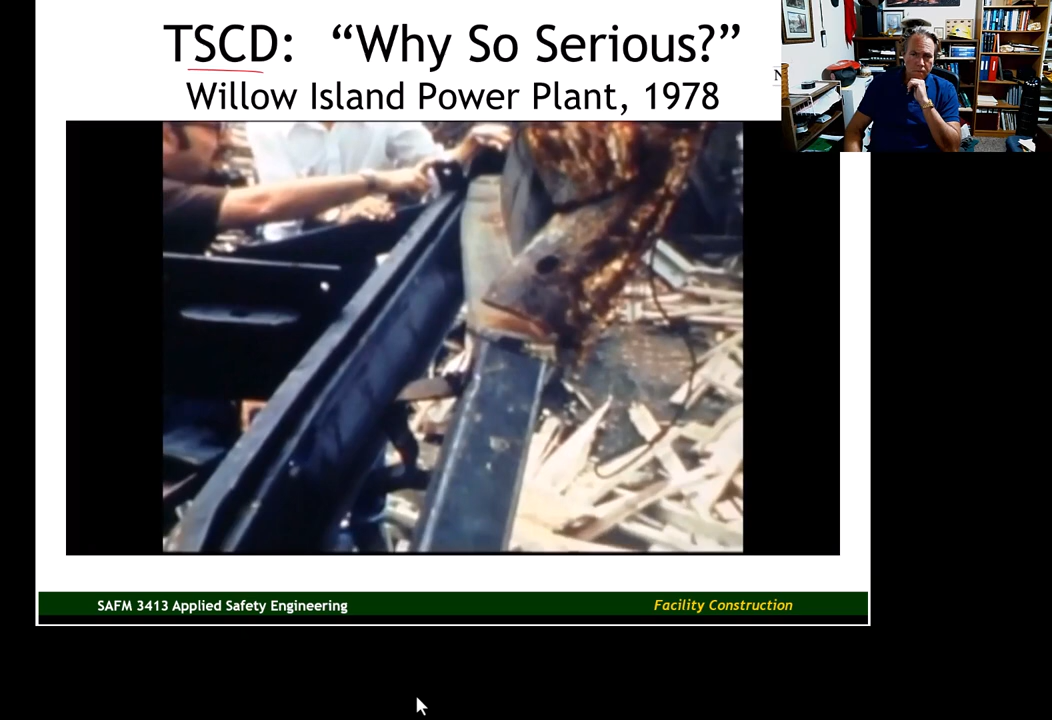 TSCD: “Why So Serious?”
Willow Island Power Plant, 1978
N
SAFM 3413 Applied Safety Engineering
Facility Construction